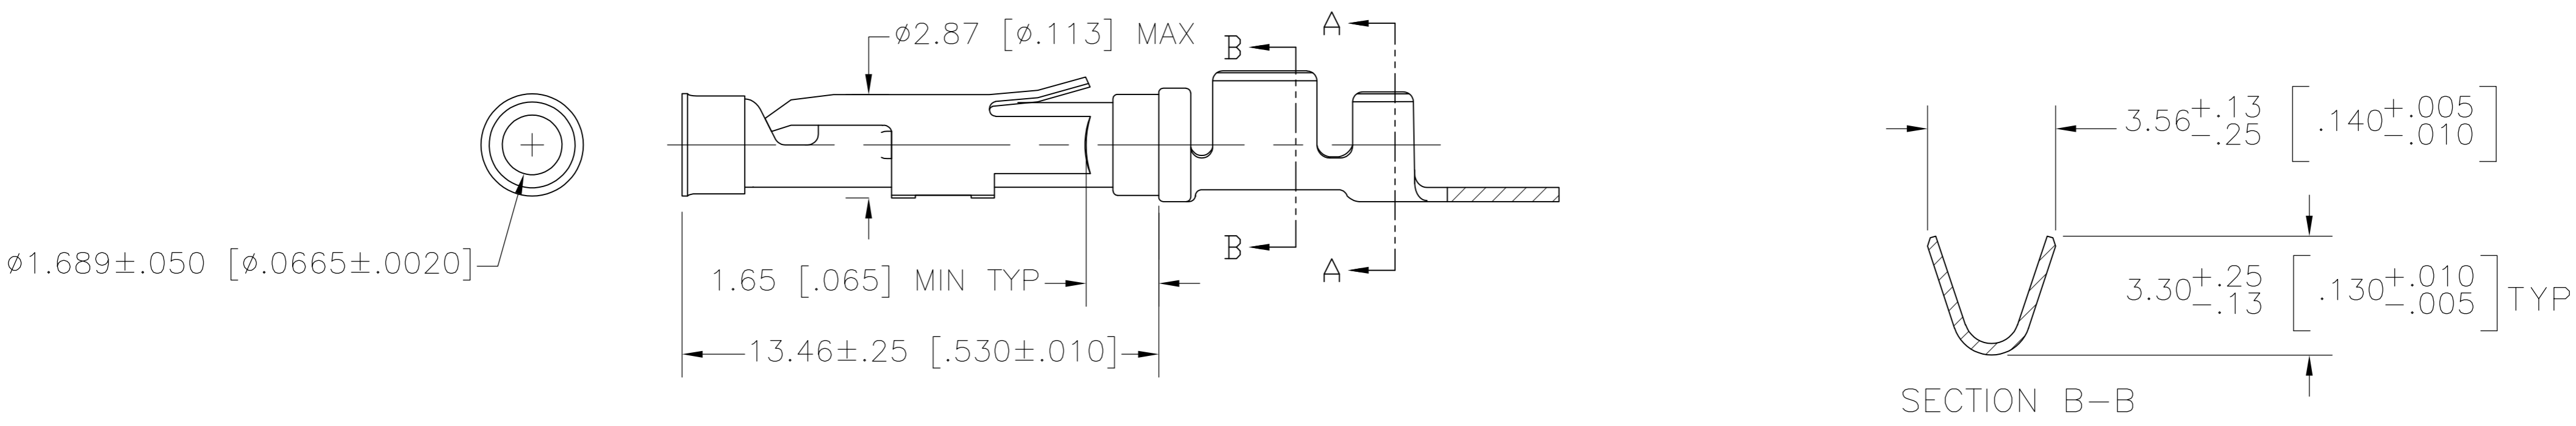 ø2.87 [ø.113] MAX
B
A
B
A
ø1.689±.050 [ø.0665±.0020]
1.65 [.065] MIN TYP
13.46±.25 [.530±.010]
3.56 +.13 -.25 [.140 +.005 -.010]
3.30 +.25 -.13 [.130 +.010 -.005] TYP
SECTION B-B